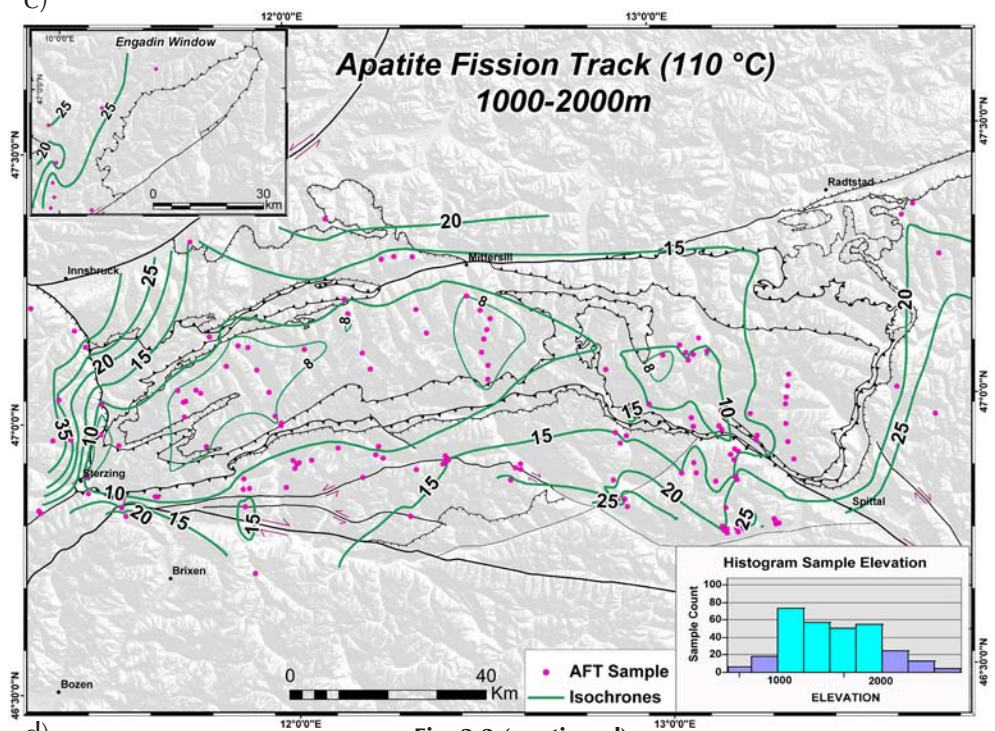 c)
12°0'0"E
13°0'0"E
10°0'0"E
Engadin Window
47°0'0"N
25
25
20
0 30
km
Apatite Fission Track (110 °C)
1000-2000m
47°30'0"N
47°30'0"N
Radtstad
20
15
Mittersill
Innsbruck
25
20
15
8
8
8
8
20
47°0'0"N
47°0'0"N
35
10
15
10
15
25
Sterzing
10
20
15
15
15
25
20
25
Spittal
Brixen
Bozen
0 40
Km
AFT Sample
Isochrones
Histogram Sample Elevation
Sample Count
100
80
60
40
20
0
1000 2000
ELEVATION
46°30'0"N
46°30'0"N
12°0'0"E
13°0'0"E
d)